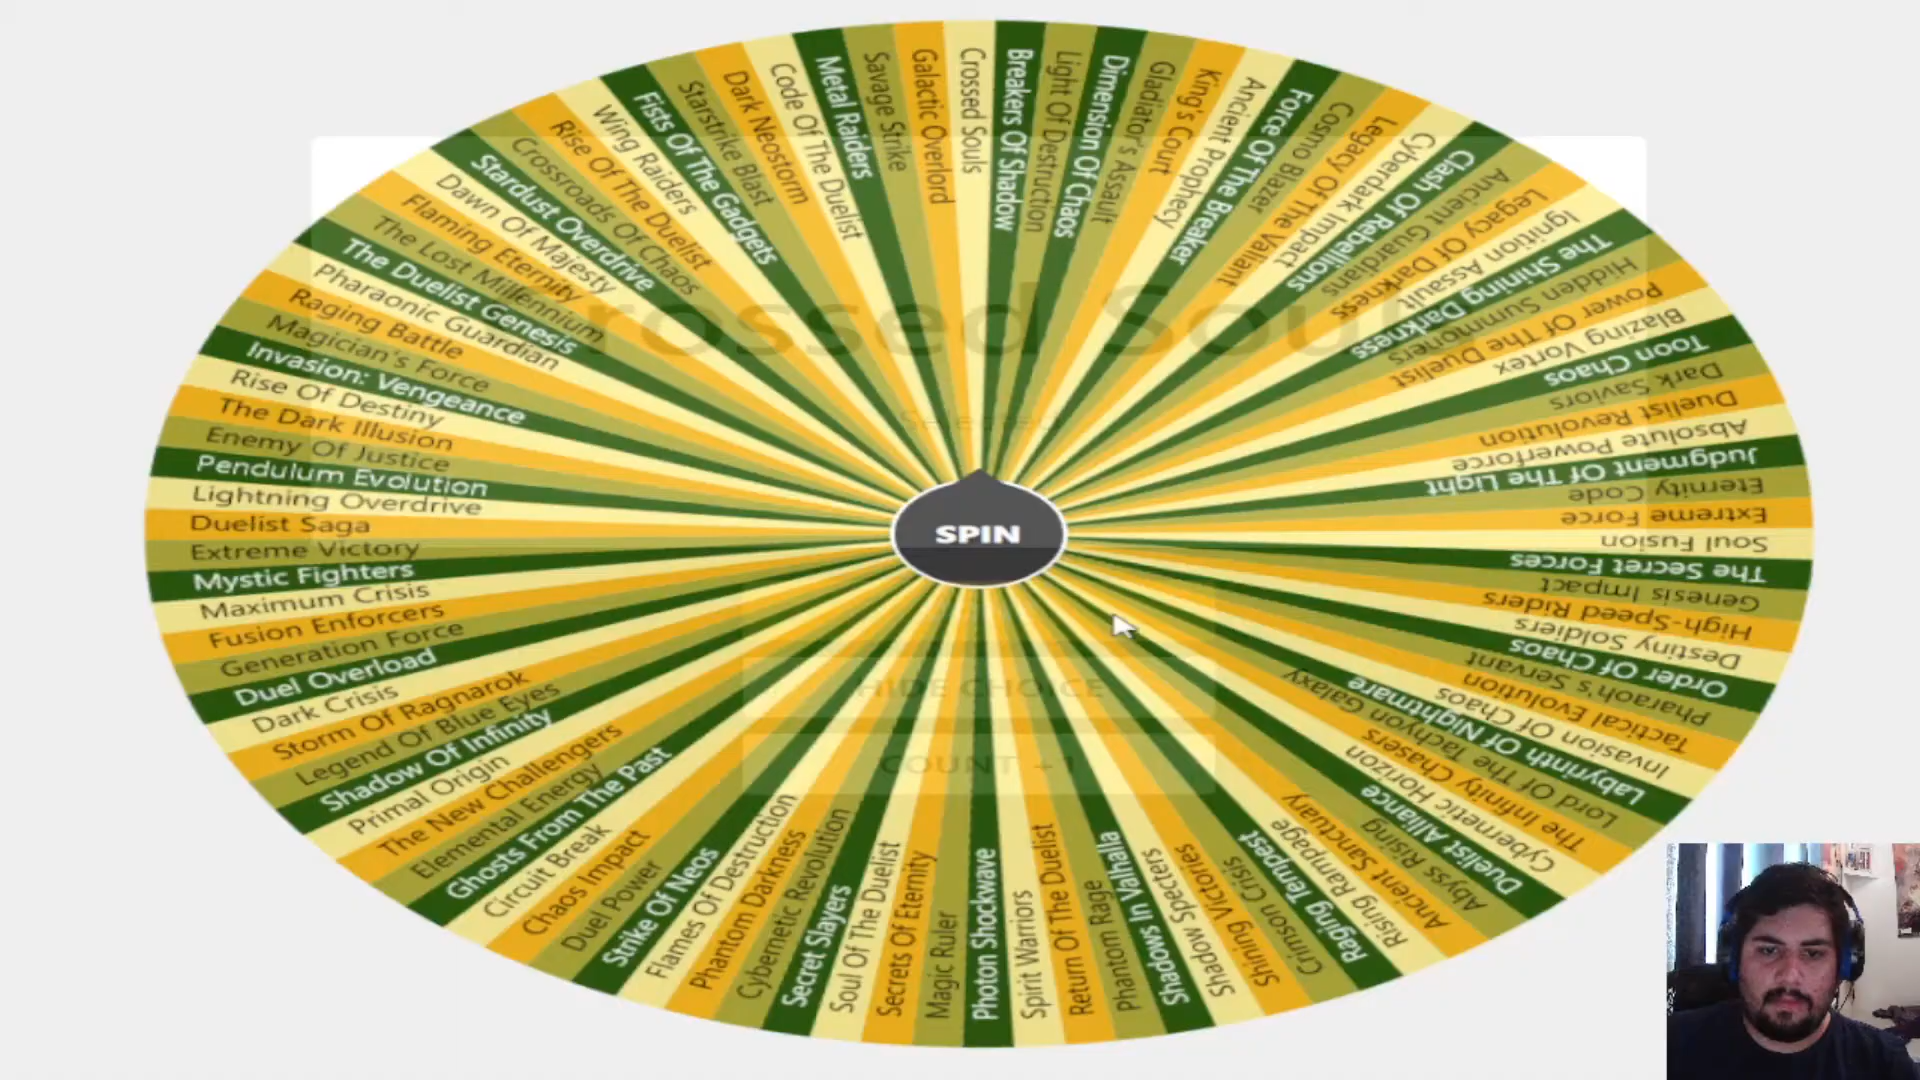 Crossed Souls
Breakers Of Shadow
Light Of Destruction
Dimension Of Chaos
Gladiator's Assault
King's Court
Ancient Prophecy
Force Of The Breaker
Cosmo Blazer
Legacy Of The Valiant
Cyberdark Impact
Clash Of Rebellions
Ancient Guardians
Legacy Of Darkness
Ignition Assault
The Shining Darkness
Hidden Summoners
Power Of The Duelist
Blazing Vortex
Toon Chaos
Dark Saviors
Duelist Revolution
Absolute Powerforce
Judgment Of The Light
Eternity Code
Extreme Force
Soul Fusion
The Secret Forces
Genesis Impact
High-Speed Riders
Destiny Soldiers
Order Of Chaos
Pharaoh's Servant
Tactical Evolution
Invasion Of Chaos
Labyrinth Of Nightmare
Lord Of The Tachyon Galaxy
The Infinity Chasers
Cybernetic Horizon
Duelist Alliance
Abyss Rising
Ancient Sanctuary
Rising Rampage
Raging Tempest
Crimson Crisis
Shining Victories
Shadow Specters
Shadows In Valhalla
Phantom Rage
Return Of The Duelist
Spirit Warriors
Photon Shockwave
Magic Ruler
Secrets Of Eternity
Soul Of The Duelist
Secret Slayers
Cybernetic Revolution
Phantom Darkness
Flames Of Destruction
Strike Of Neos
Duel Power
Chaos Impact
Circuit Break
Ghosts From The Past
Elemental Energy
The New Challengers
Primal Origin
Shadow Of Infinity
Legend Of Blue Eyes
Storm Of Ragnarok
Dark Crisis
Duel Overload
Generation Force
Fusion Enforcers
Maximum Crisis
Mystic Fighters
Extreme Victory
Duelist Saga
Lightning Overdrive
Pendulum Evolution
Enemy Of Justice
The Dark Illusion
Rise Of Destiny
Invasion: Vengeance
Magician's Force
Raging Battle
Pharaonic Guardian
The Duelist Genesis
The Lost Millennium
Flaming Eternity
Dawn Of Majesty
Stardust Overdrive
Crossroads Of Chaos
Rise Of The Duelist
Wing Raiders
Fists Of The Gadgets
Starstrike Blast
Dark Neostorm
Code Of The Duelist
Metal Raiders
Savage Strike
Galactic Overlord
Crossed Souls
Selected
SPIN
HIDE CHOICE
COUNT +1